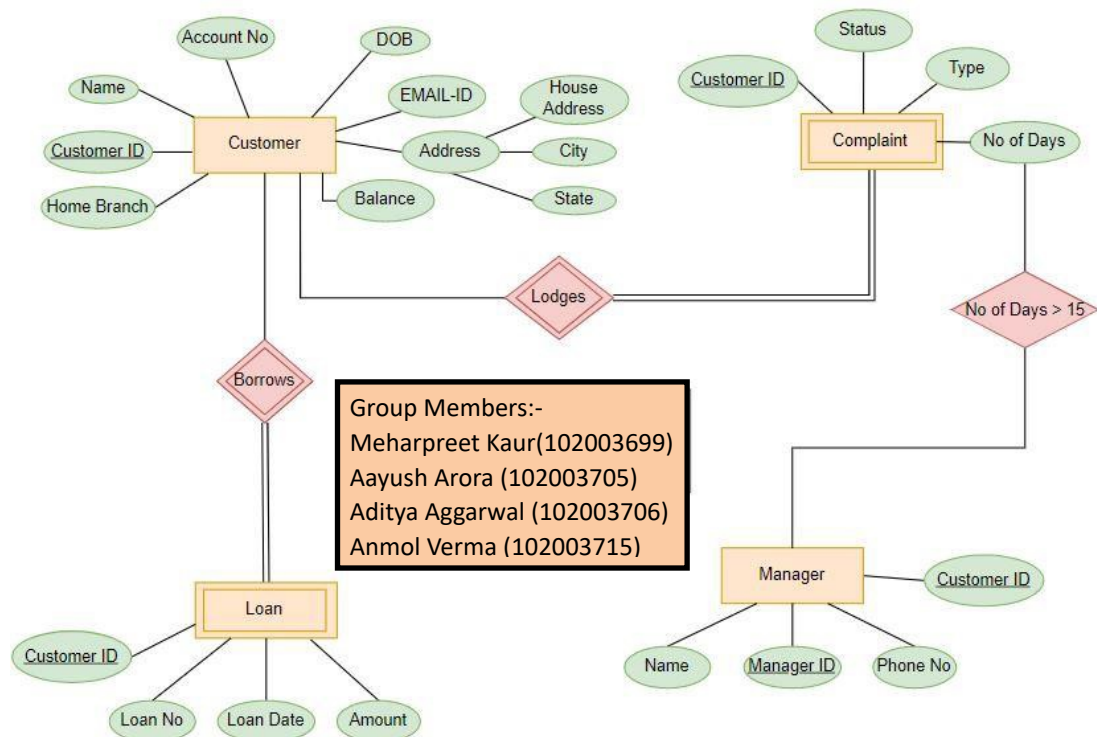 Account No
DOB
Name
EMAIL-ID
House
Address
Customer
Customer ID
Address
City
Home Branch
Balance
State
Status
Customer ID
Type
Complaint
No of Days
Lodges
No of Days > 15
Borrows
Group Members:-
Meharpreet Kaur(102003699)
Aayush Arora (102003705)
Aditya Aggarwal (102003706)
Anmol Verma (102003715)
Loan
Customer ID
Loan No
Loan Date
Amount
Manager
Customer ID
Name
Manager ID
Phone No